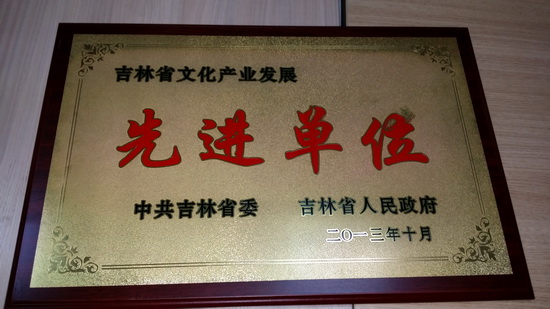 吉林省文化产业发展
先进单位
中共吉林省委 吉林省人民政府
二〇一三年十月